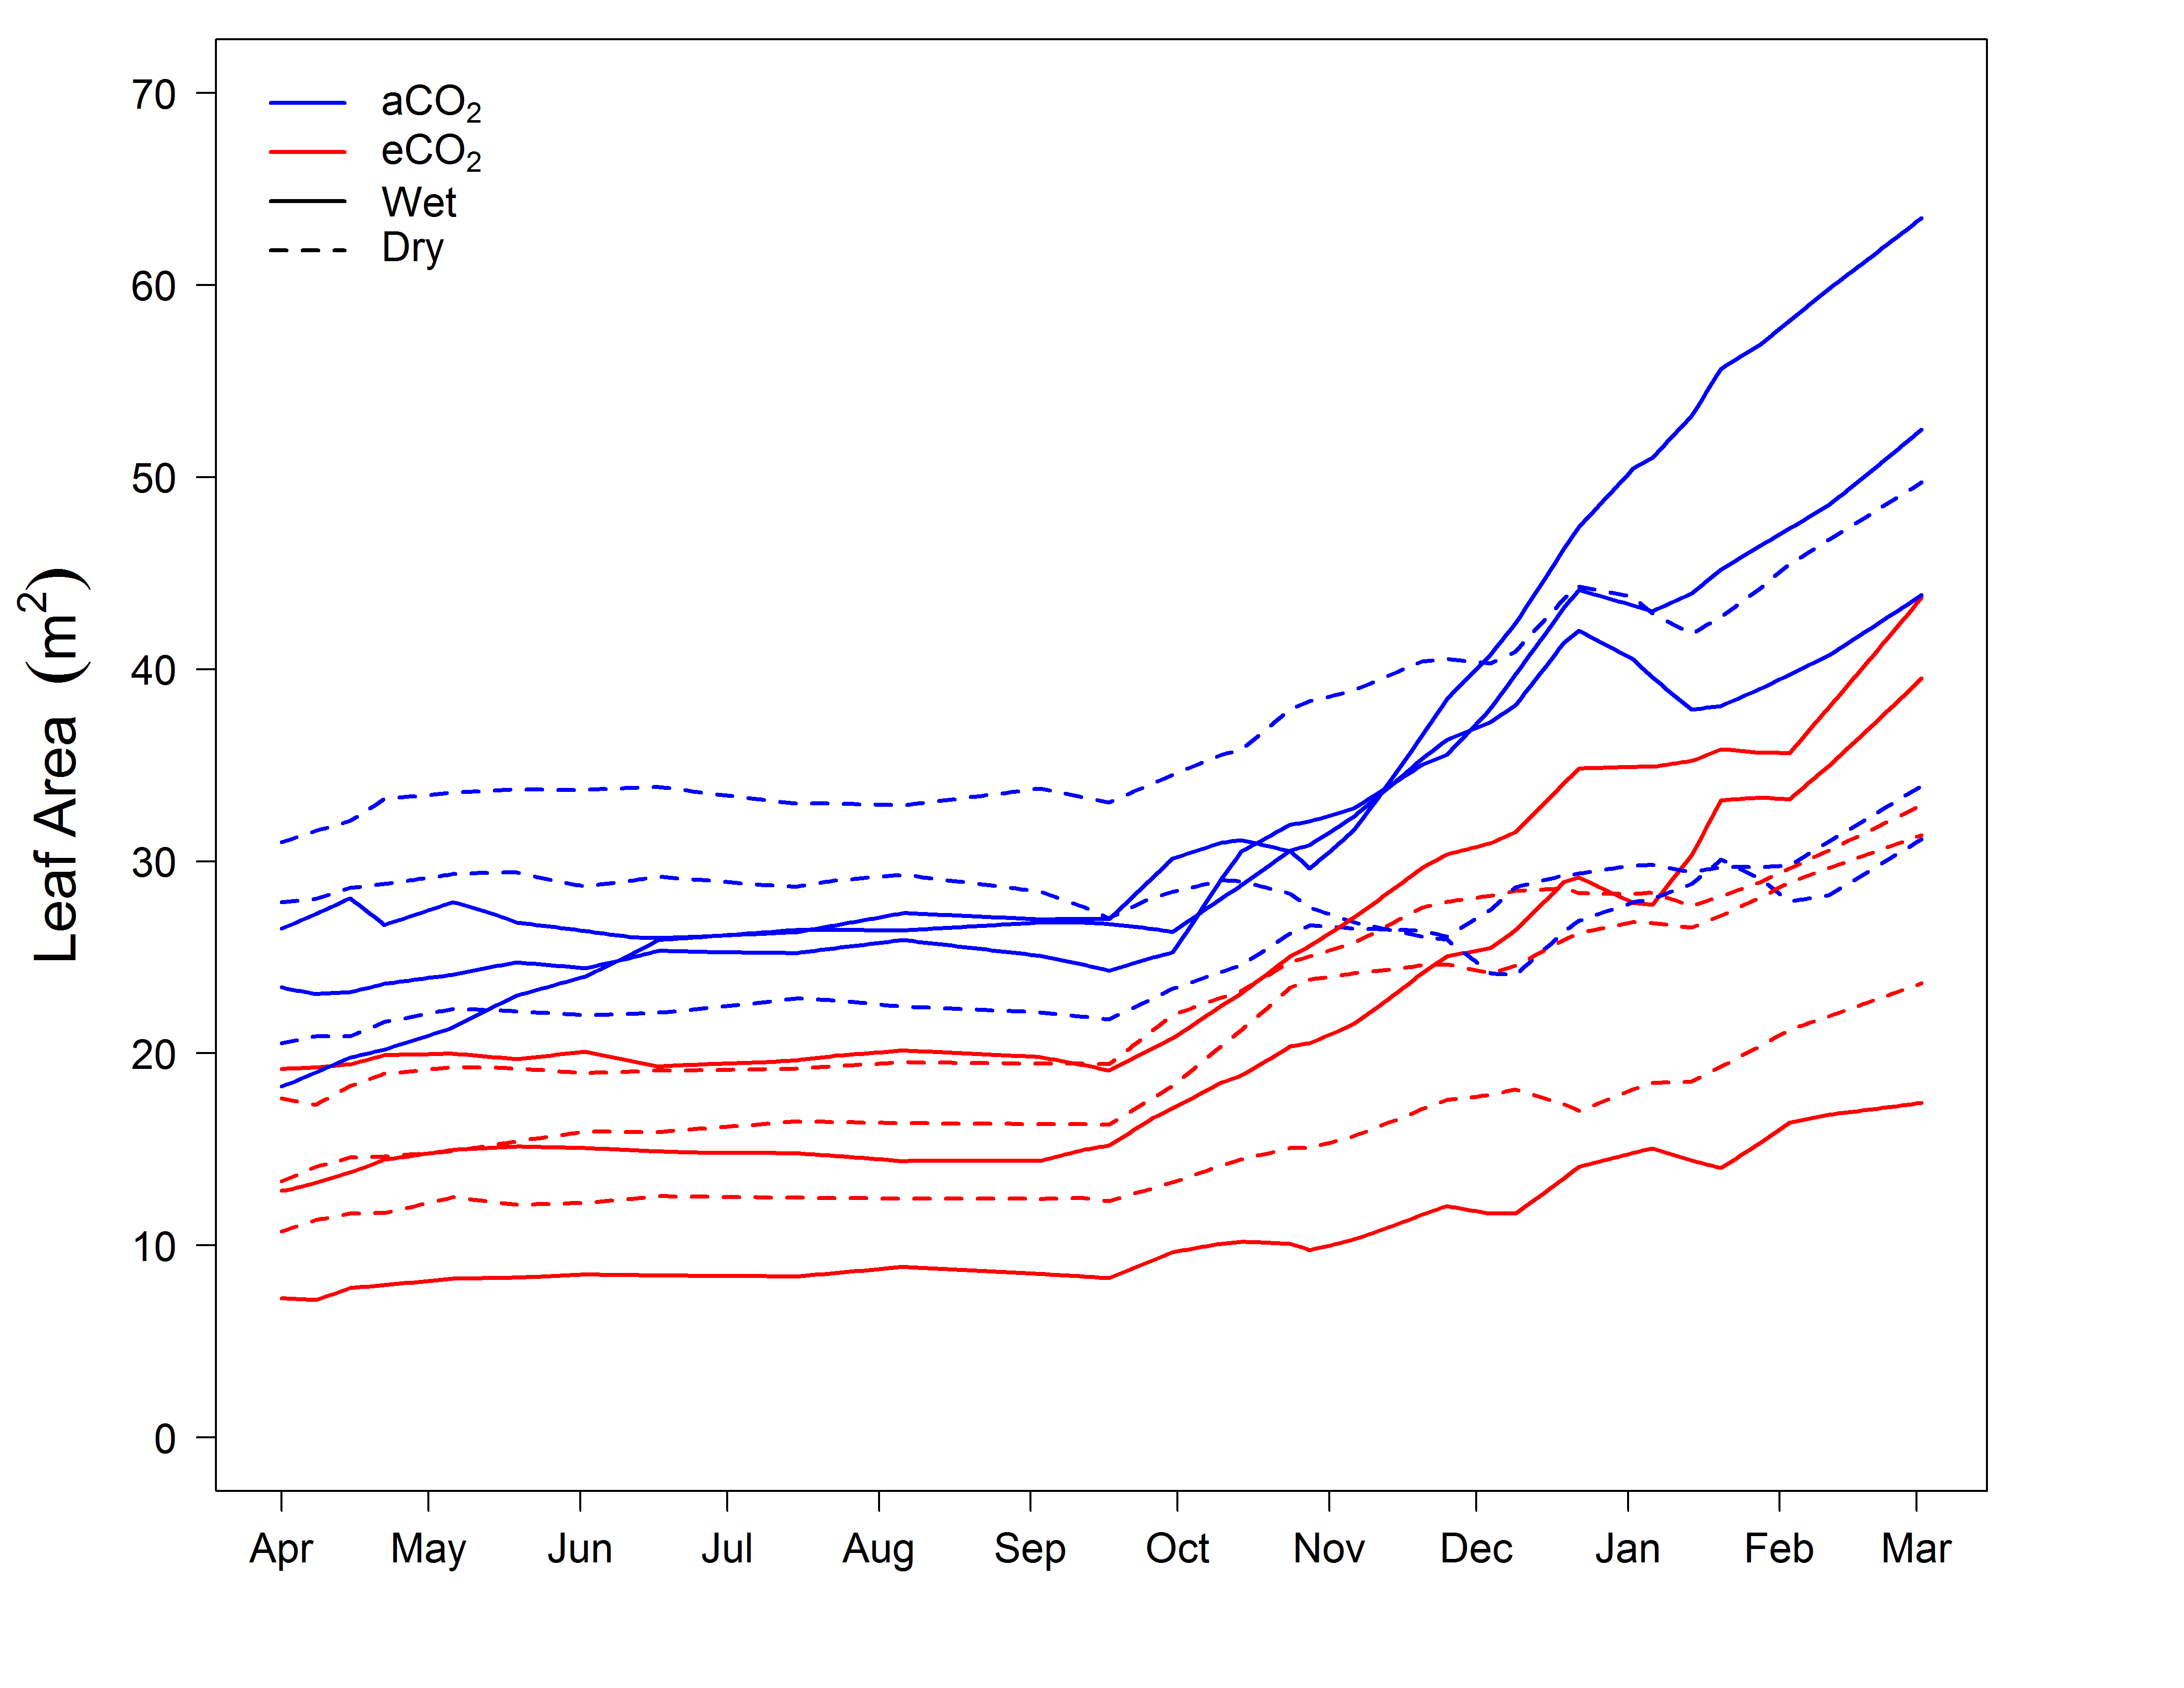 aCO₂
eCO₂
Wet
Dry
Leaf Area (m²)
70
60
50
40
30
20
10
0
Apr May Jun Jul Aug Sep Oct Nov Dec Jan Feb Mar